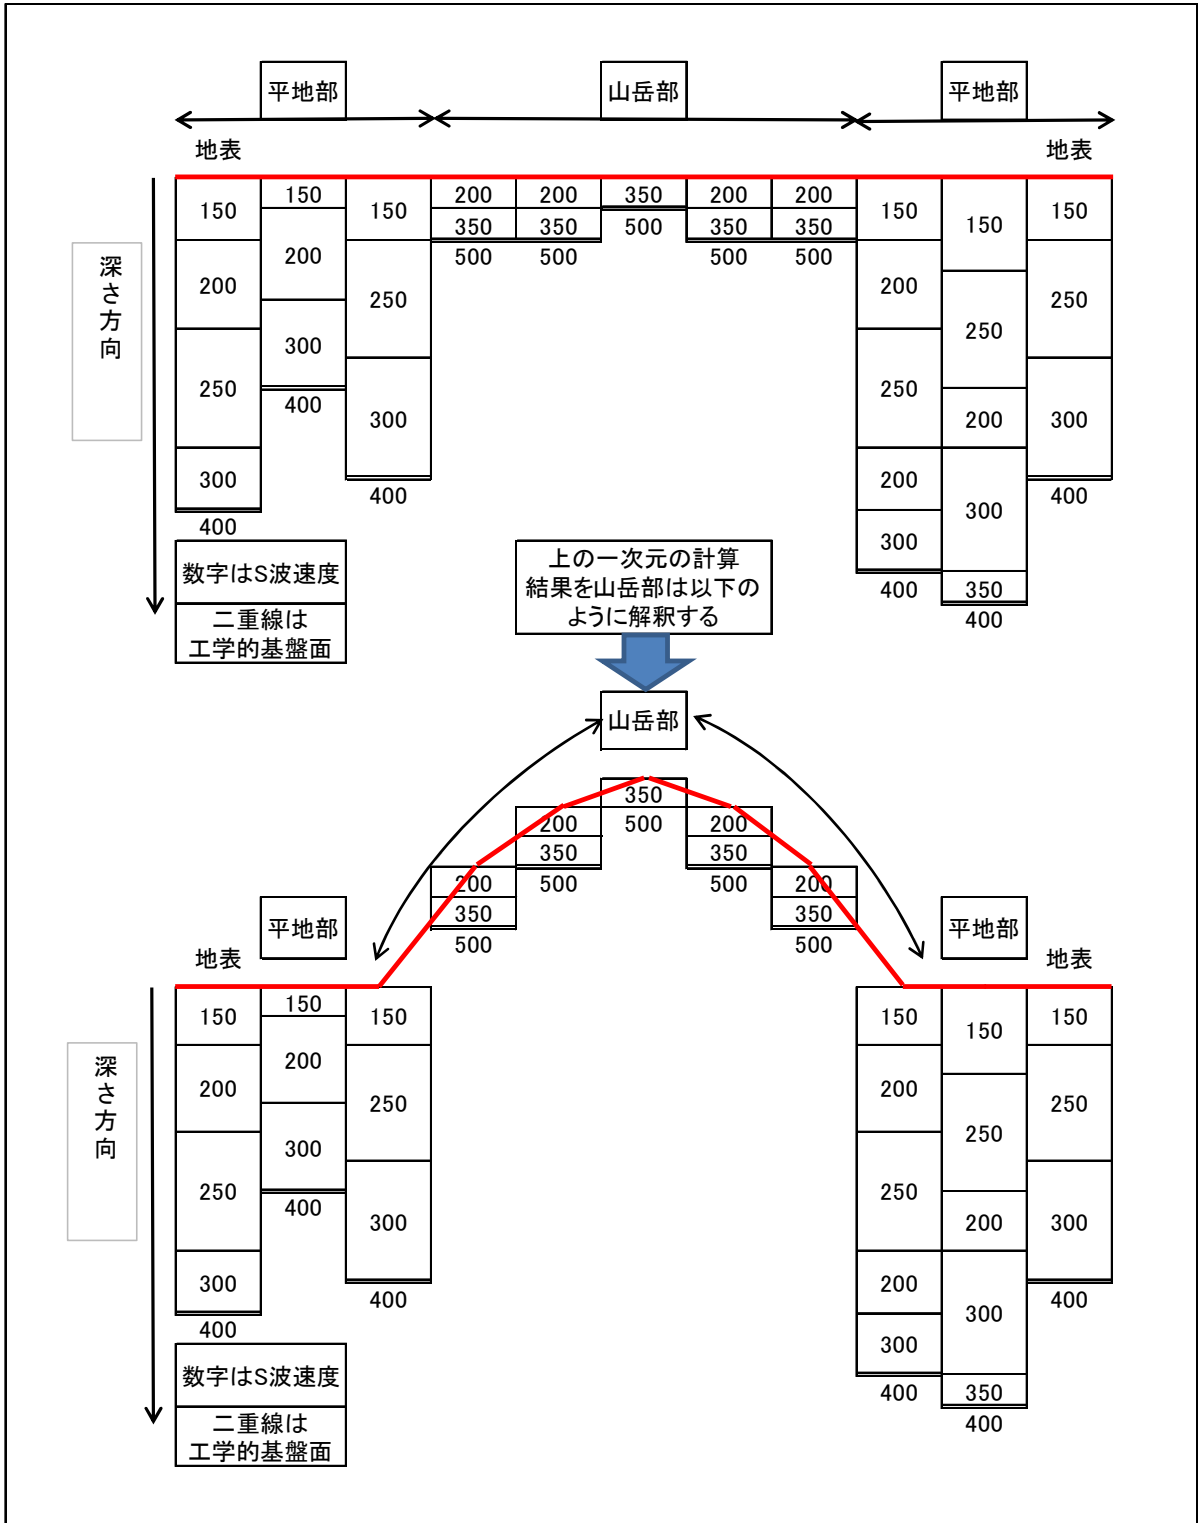 平地部 山岳部 平地部
地表 地表
150 150 150 200 200 350 200 200 150 150 150
350 350 500 350 350
500 500 500 500
200 200 250 200 250 250
深さ方向
250 300 300 250 200 300
400
300 400 200 300 400
400 300 350
400 400
数字はS波速度
二重線は
工学的基盤面
上の一次元の計算
結果を山岳部は以下の
ように解釈する
山岳部
350
200 500 200
350 350
500 500
200 200
350 350
500 500
平地部 平地部
地表 地表
150 150 150 150 150 150
200 200 250 200 250 250
深さ方向
250 300 300 250 200 300
400
300 400 200 300 400
400 300 350
400 400
数字はS波速度
二重線は
工学的基盤面